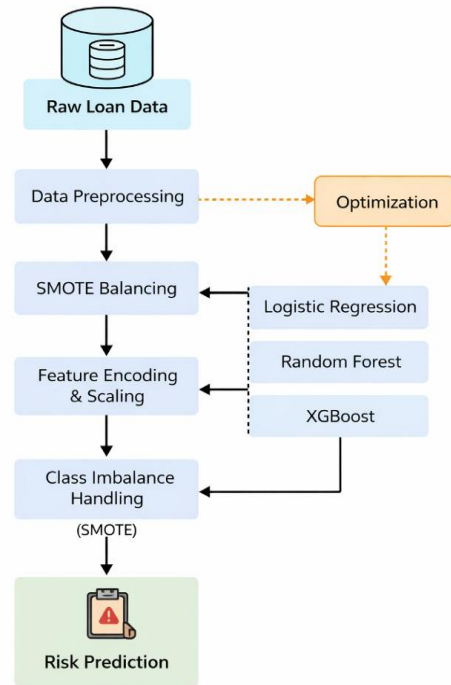 Raw Loan Data
Data Preprocessing
Optimization
SMOTE Balancing
Logistic Regression
Random Forest
Feature Encoding
& Scaling
XGBoost
Class Imbalance
Handling
(SMOTE)
Risk Prediction